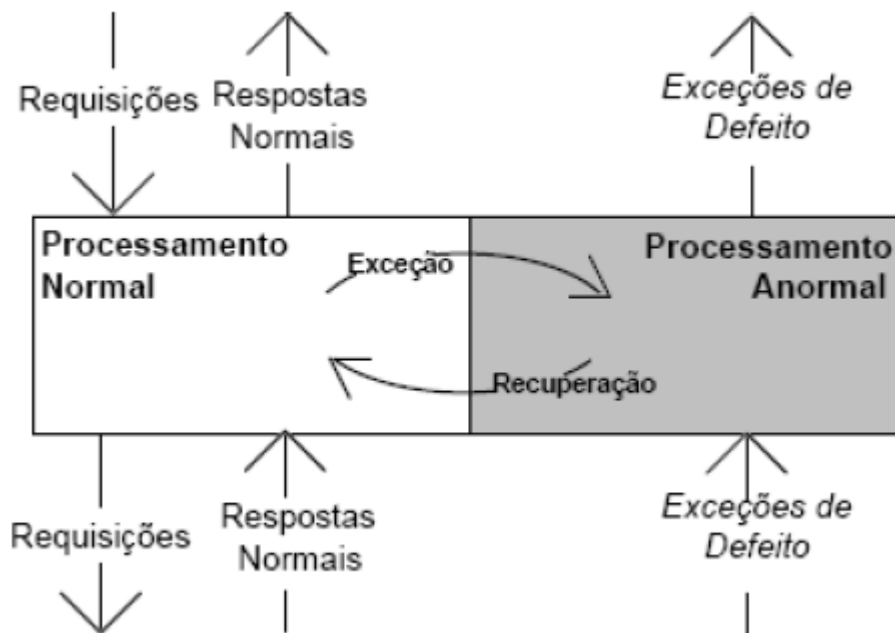 Requisições
Respostas
Normais
Exceções de
Defeito
Processamento
Normal
Exceção
Processamento
Anormal
Recuperação
Requisições
Respostas
Normais
Exceções de
Defeito